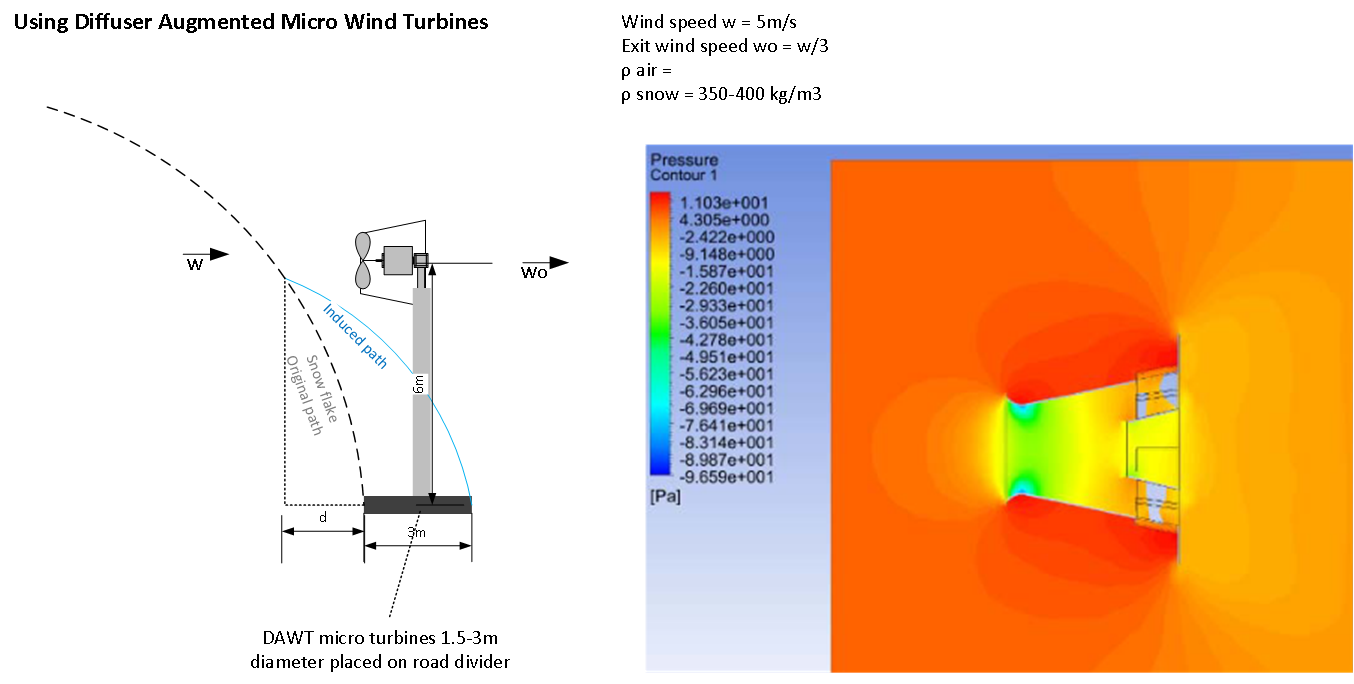 Using Diffuser Augmented Micro Wind Turbines
Wind speed w = 5m/s
Exit wind speed wo = w/3
ρ air =
ρ snow = 350-400 kg/m3
W
Wo
Induced path
Snow flake
Original path
6m
d
3m
DAWT micro turbines 1.5-3m
diameter placed on road divider
Pressure
Contour 1
1.103e+001
4.305e+000
-2.422e+000
-9.148e+000
-1.587e+001
-2.260e+001
-2.933e+001
-3.605e+001
-4.278e+001
-4.951e+001
-5.623e+001
-6.296e+001
-6.969e+001
-7.641e+001
-8.314e+001
-8.987e+001
-9.659e+001
[Pa]